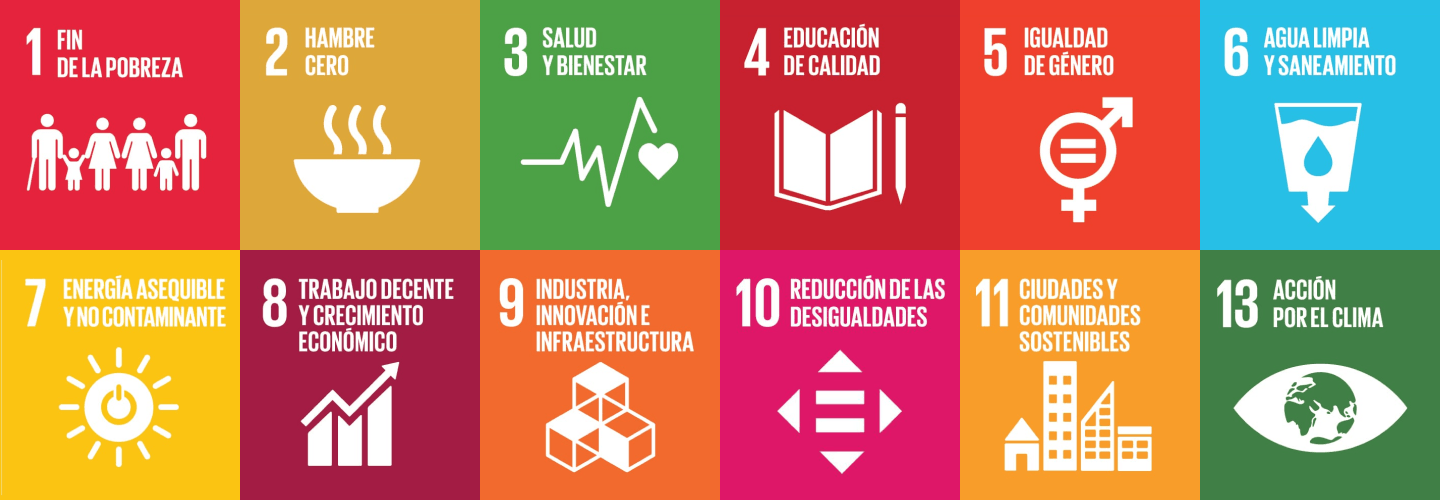 1 FIN
DE LA POBREZA
2 HAMBRE
CERO
3 SALUD
Y BIENESTAR
4 EDUCACIÓN
DE CALIDAD
5 IGUALDAD
DE GÉNERO
6 AGUA LIMPIA
Y SANEAMIENTO
7 ENERGÍA ASEQUIBLE
Y NO CONTAMINANTE
8 TRABAJO DECENTE
Y CRECIMIENTO
ECONÓMICO
9 INDUSTRIA,
INNOVACIÓN E
INFRAESTRUCTURA
10 REDUCCIÓN DE LAS
DESIGUALDADES
11 CIUDADES Y
COMUNIDADES
SOSTENIBLES
13 ACCIÓN
POR EL CLIMA